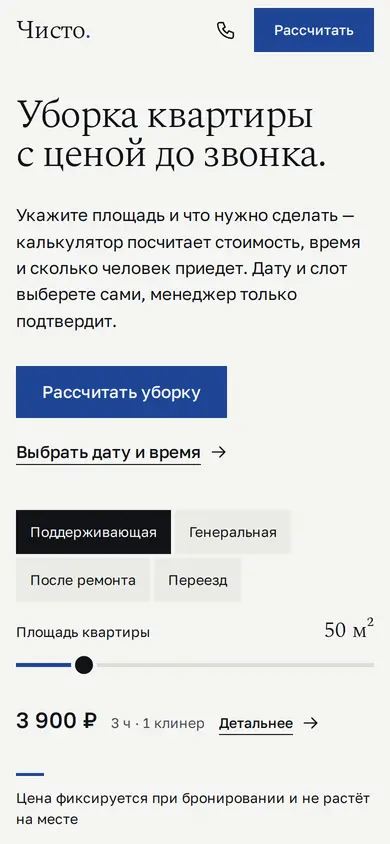 Чисто.
Рассчитать
Уборка квартиры
с ценой до звонка.
Укажите площадь и что нужно сделать —
калькулятор посчитает стоимость, время
и сколько человек приедет. Дату и слот
выберете сами, менеджер только
подтвердит.
Рассчитать уборку
Выбрать дату и время →
Поддерживающая
Генеральная
После ремонта
Переезд
Площадь квартиры
50 м²
3 900 ₽ 3 ч · 1 клинер Детальнее →
Цена фиксируется при бронировании и не растёт
на месте